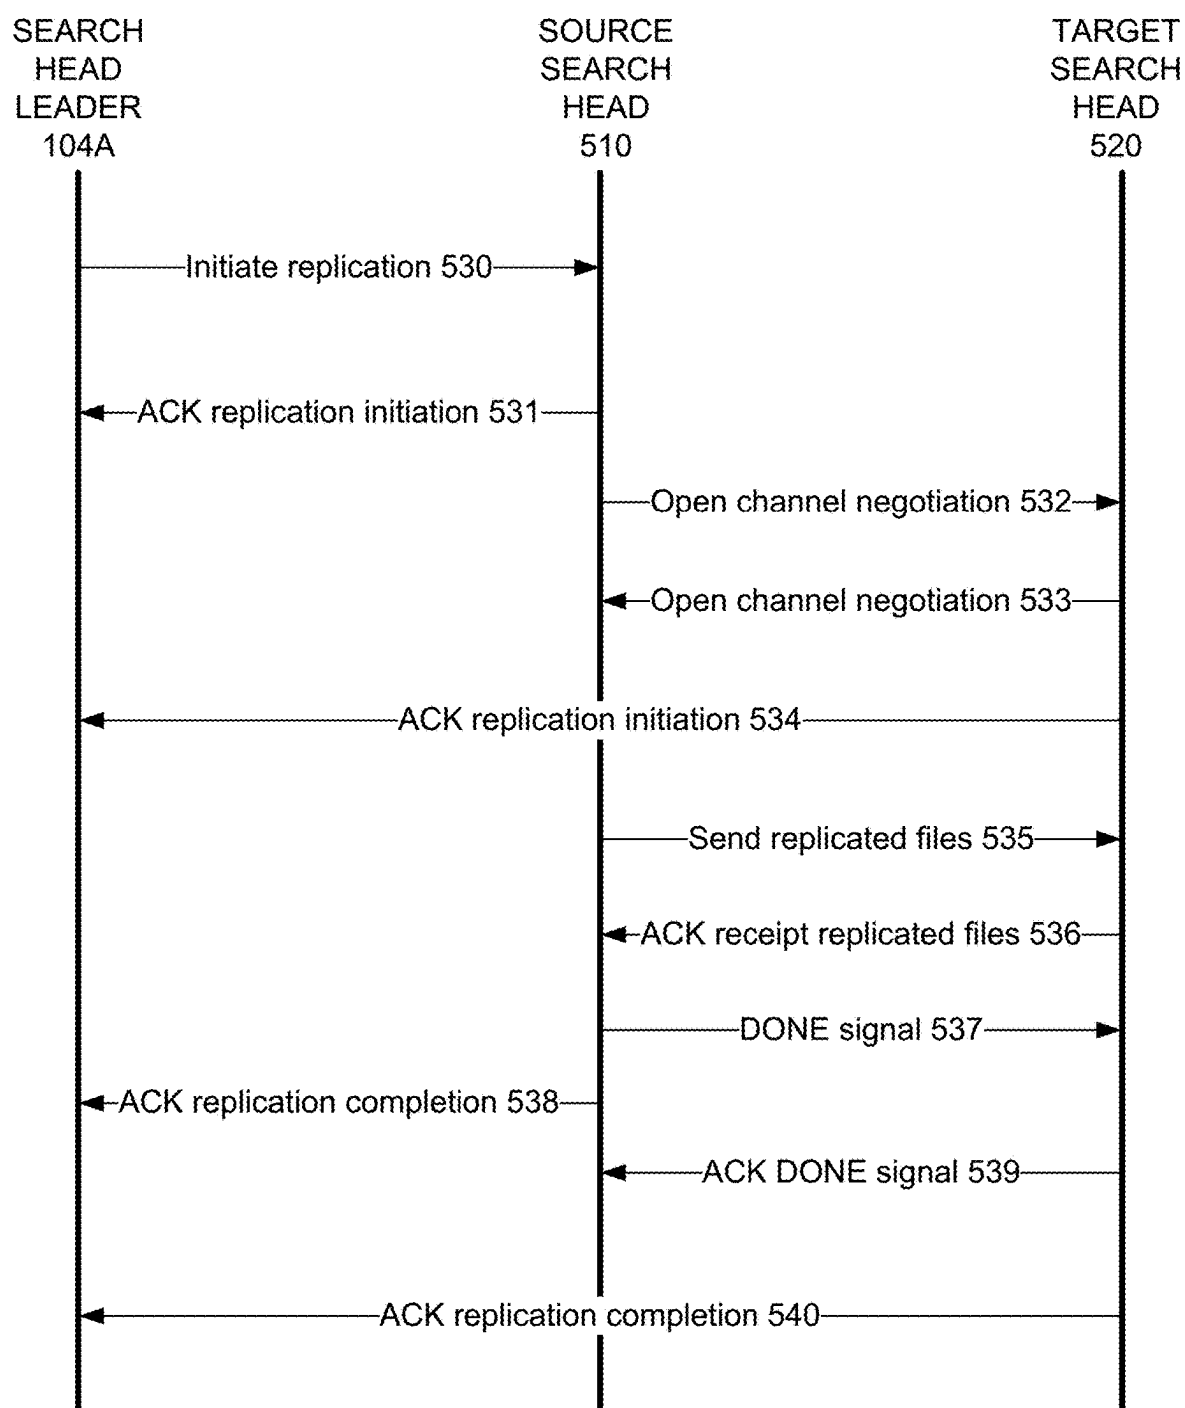 SEARCH
HEAD
LEADER
104A
SOURCE
SEARCH
HEAD
510
TARGET
SEARCH
HEAD
520
Initiate replication 530
ACK replication initiation 531
Open channel negotiation 532
Open channel negotiation 533
ACK replication initiation 534
Send replicated files 535
ACK receipt replicated files 536
DONE signal 537
ACK replication completion 538
ACK DONE signal 539
ACK replication completion 540